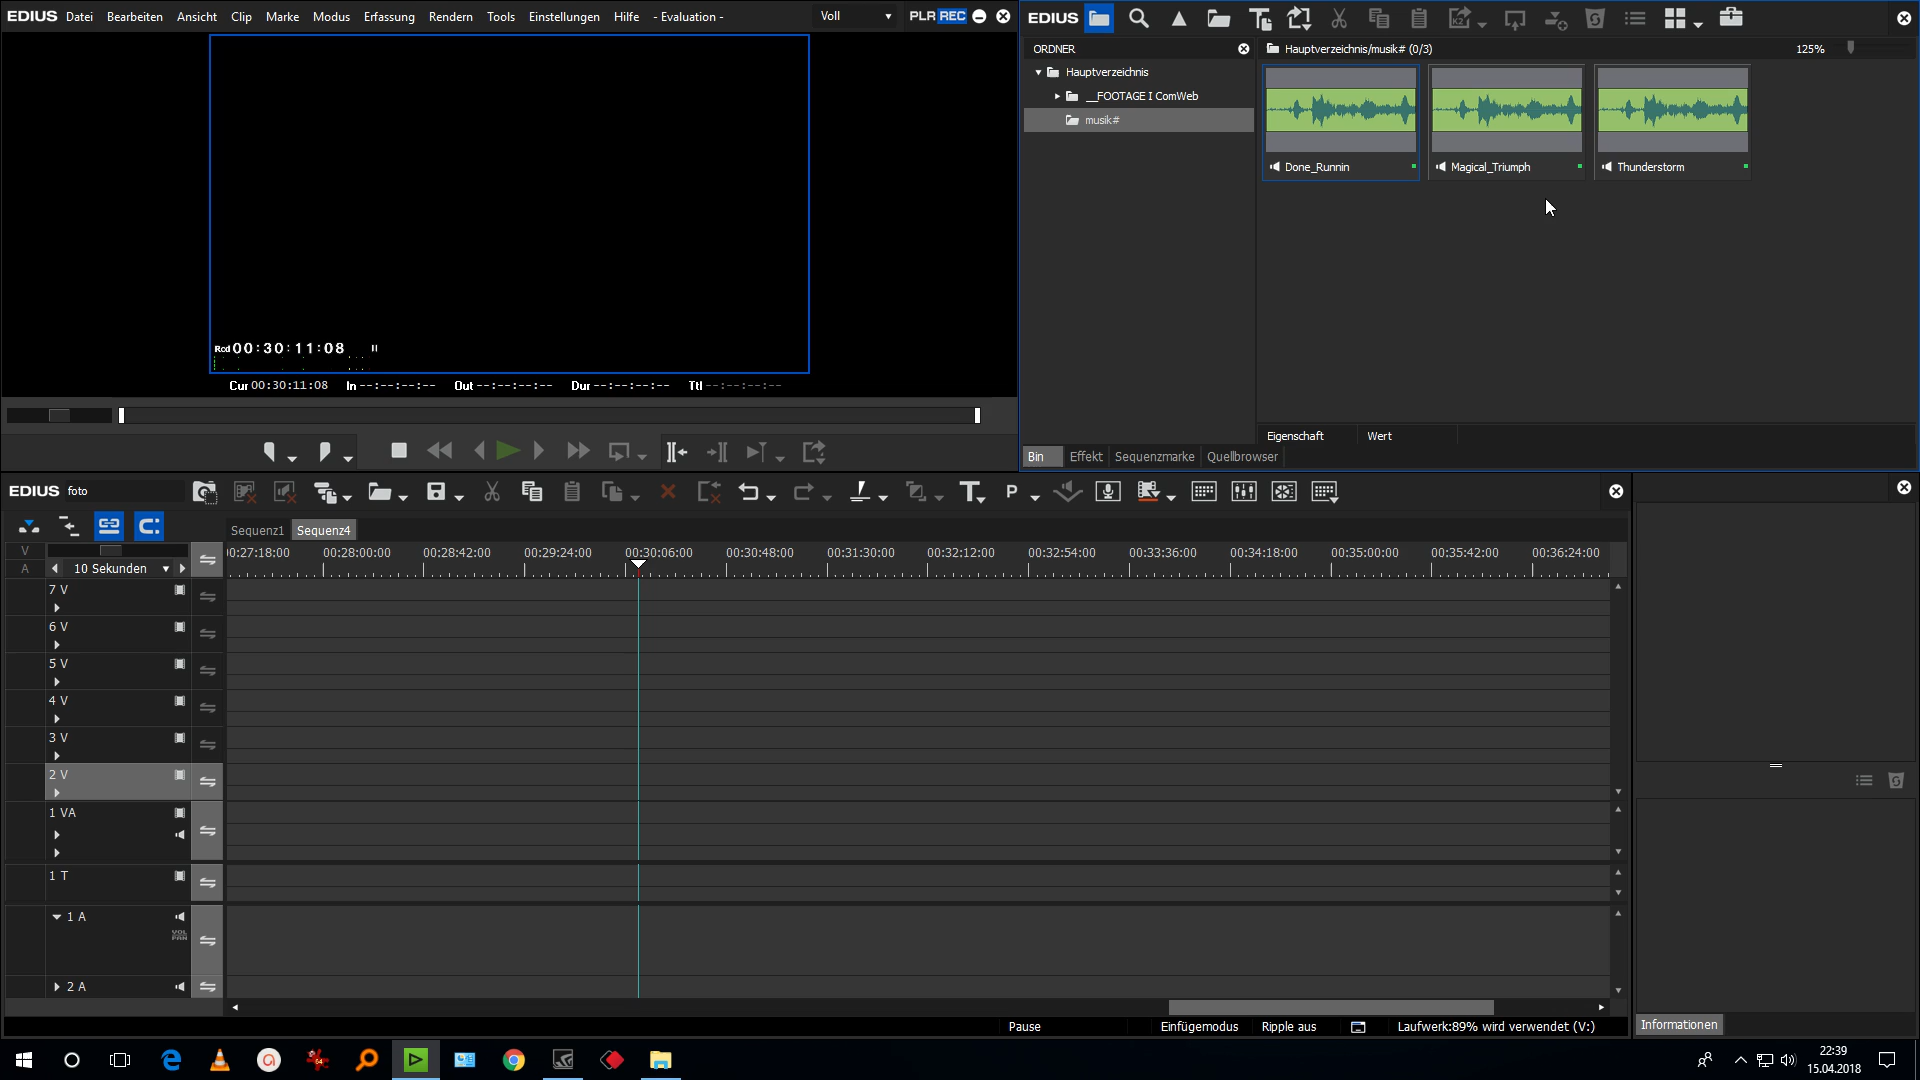 EDIUS Datei Bearbeiten Ansicht Clip Marke Modus Erfassung Rendern Tools Einstellungen Hilfe - Evaluation - Voll PLR REC
Rcd 00:30:11:08
Cur 00:30:11:08 In --:--:--:-- Out --:--:--:-- Dur --:--:--:-- Ttl --:--:--:--
EDIUS
ORDNER
Hauptverzeichnis/musik# (0/3) 125%
Hauptverzeichnis
__FOOTAGE I ComWeb
musik#
Done_Runnin Magical_Triumph Thunderstorm
Eigenschaft Wert
Bin Effekt Sequenzmarke Quellbrowser
EDIUS foto
Sequenz1 Sequenz4
V
A
10 Sekunden
00:28:00:00 00:28:42:00 00:29:24:00 00:30:06:00 00:30:48:00 00:31:30:00 00:32:12:00 00:32:54:00 00:33:36:00 00:34:18:00 00:35:00:00 00:35:42:00 00:36:24:00
7 V
6 V
5 V
4 V
3 V
2 V
1 VA
1 T
1 A
VOL
PAN
2 A
Pause Einfügemodus Ripple aus Laufwerk:89% wird verwendet (V:)
Informationen
22:39
15.04.2018